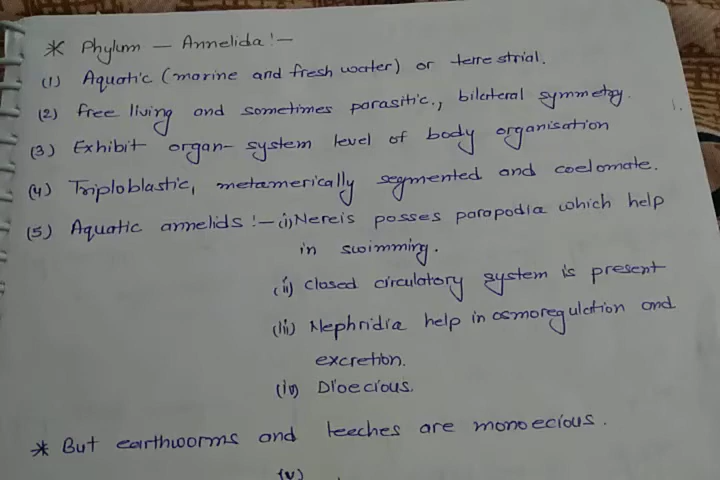 * Phylum - Annelida :-
(1) Aquatic (marine and fresh water) or terrestrial.
(2) free living and sometimes parasitic., bilateral symmetry.
(3) Exhibit organ-system level of body organisation
(4) Triploblastic, metamerically segmented and coelomate.
(5) Aquatic annelids :- (i) Nereis posses parapodia which help
in swimming.
(ii) closed circulatory system is present
(iii) Nephridia help in osmoregulation and
excretion.
(iv) Dioecious.
* But earthworms and leeches are monoecious.
(v)